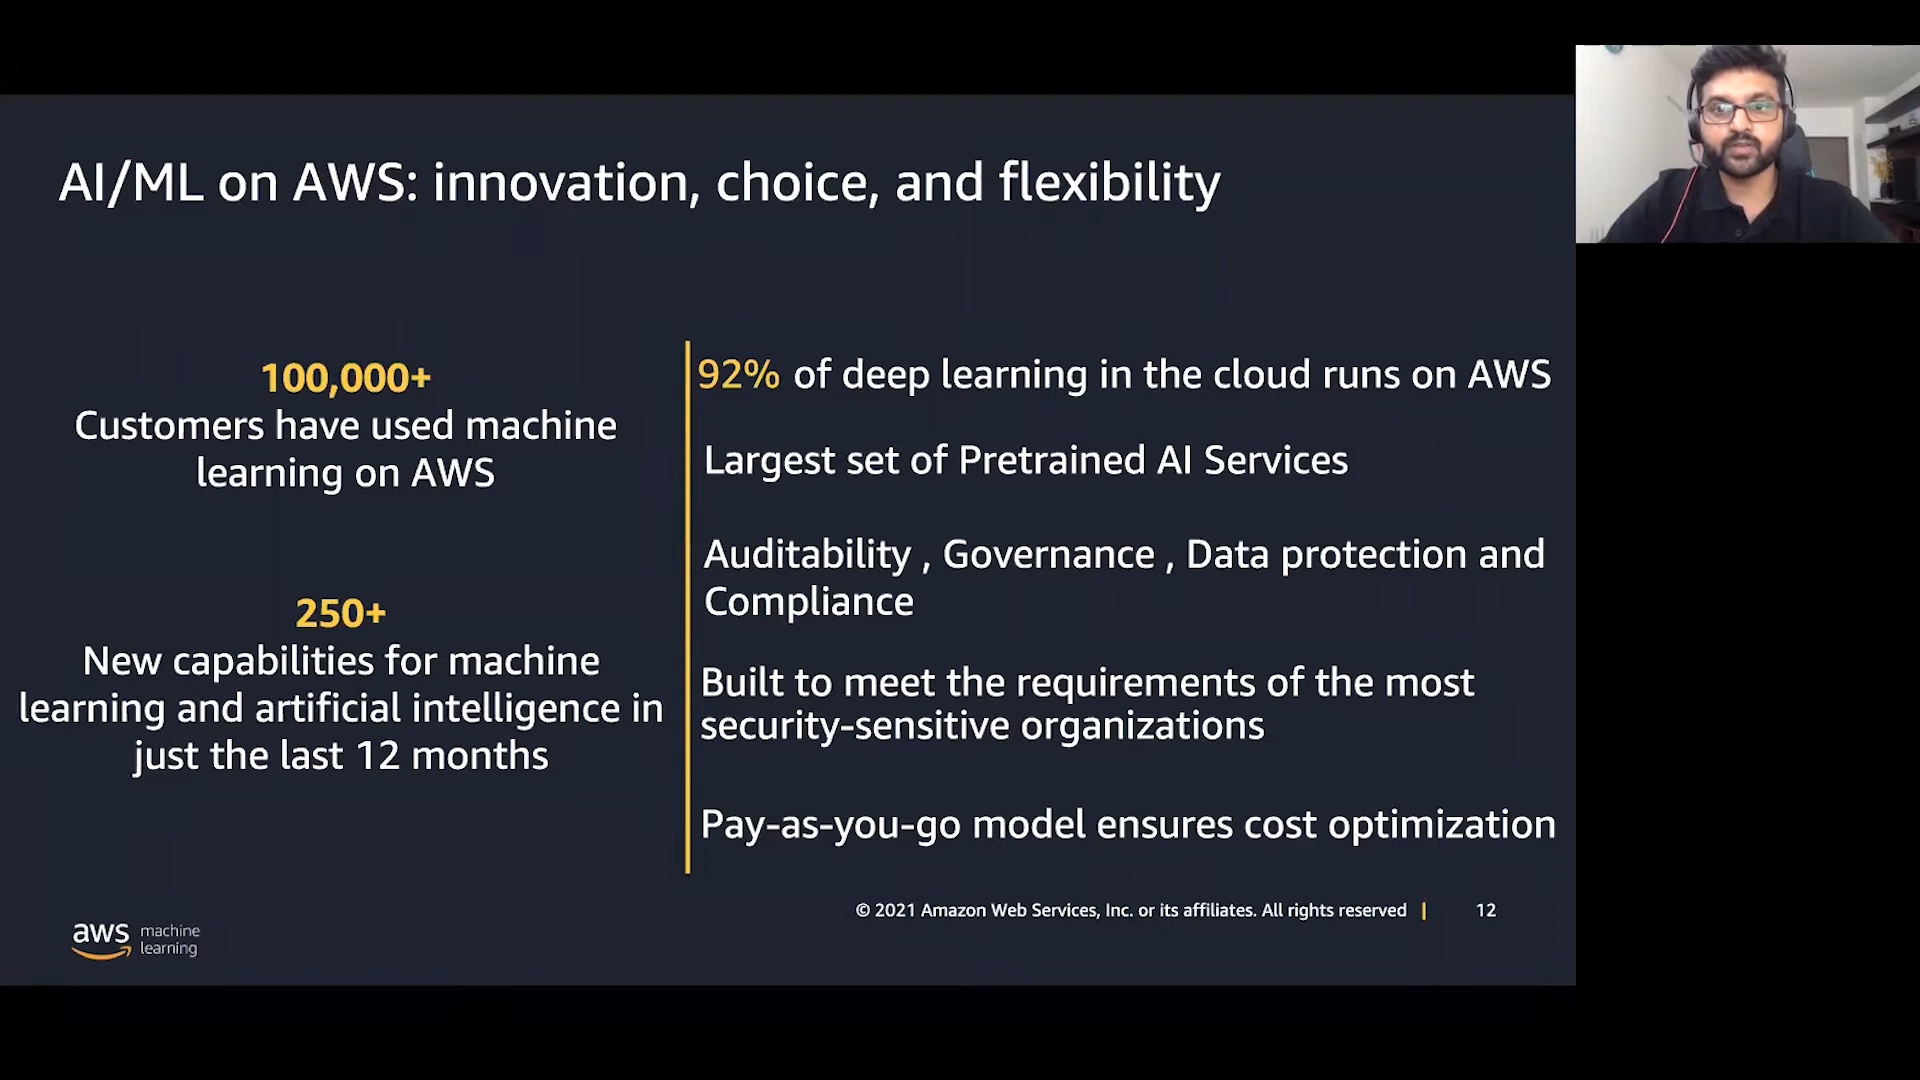 AI/ML on AWS: innovation, choice, and flexibility
100,000+
Customers have used machine
learning on AWS
250+
New capabilities for machine
learning and artificial intelligence in
just the last 12 months
92% of deep learning in the cloud runs on AWS
Largest set of Pretrained AI Services
Auditability , Governance , Data protection and
Compliance
Built to meet the requirements of the most
security-sensitive organizations
Pay-as-you-go model ensures cost optimization
© 2021 Amazon Web Services, Inc. or its affiliates. All rights reserved | 12
aws machine
learning